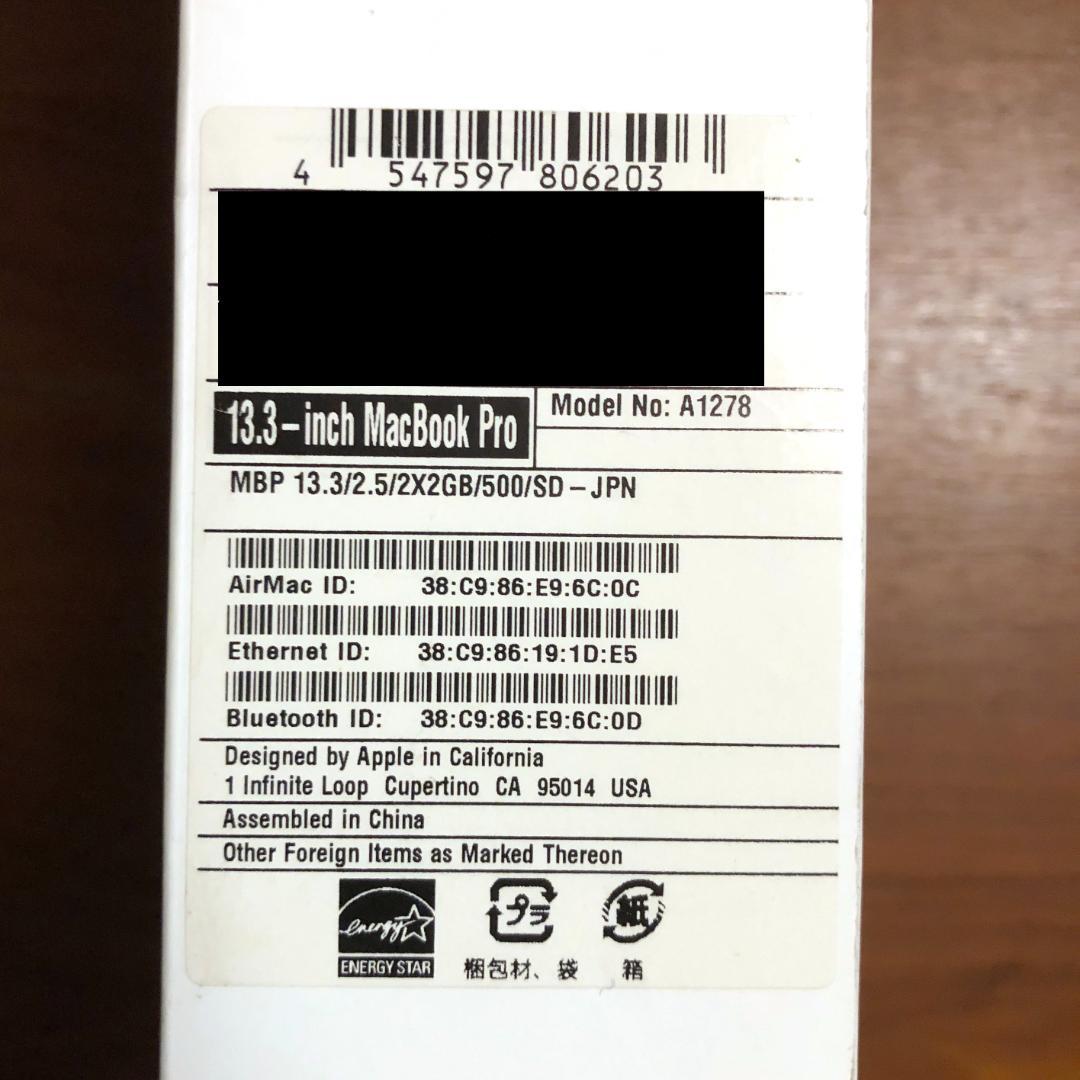 4 547597 806203
13.3-inch MacBook Pro
Model No: A1278
MBP 13.3/2.5/2X2GB/500/SD-JPN
AirMac ID: 38:C9:86:E9:6C:0C
Ethernet ID: 38:C9:86:19:1D:E5
Bluetooth ID: 38:C9:86:E9:6C:0D
Designed by Apple in California
1 Infinite Loop Cupertino CA 95014 USA
Assembled in China
Other Foreign Items as Marked Thereon
energy プラ 紙
ENERGY STAR 梱包材、袋 箱